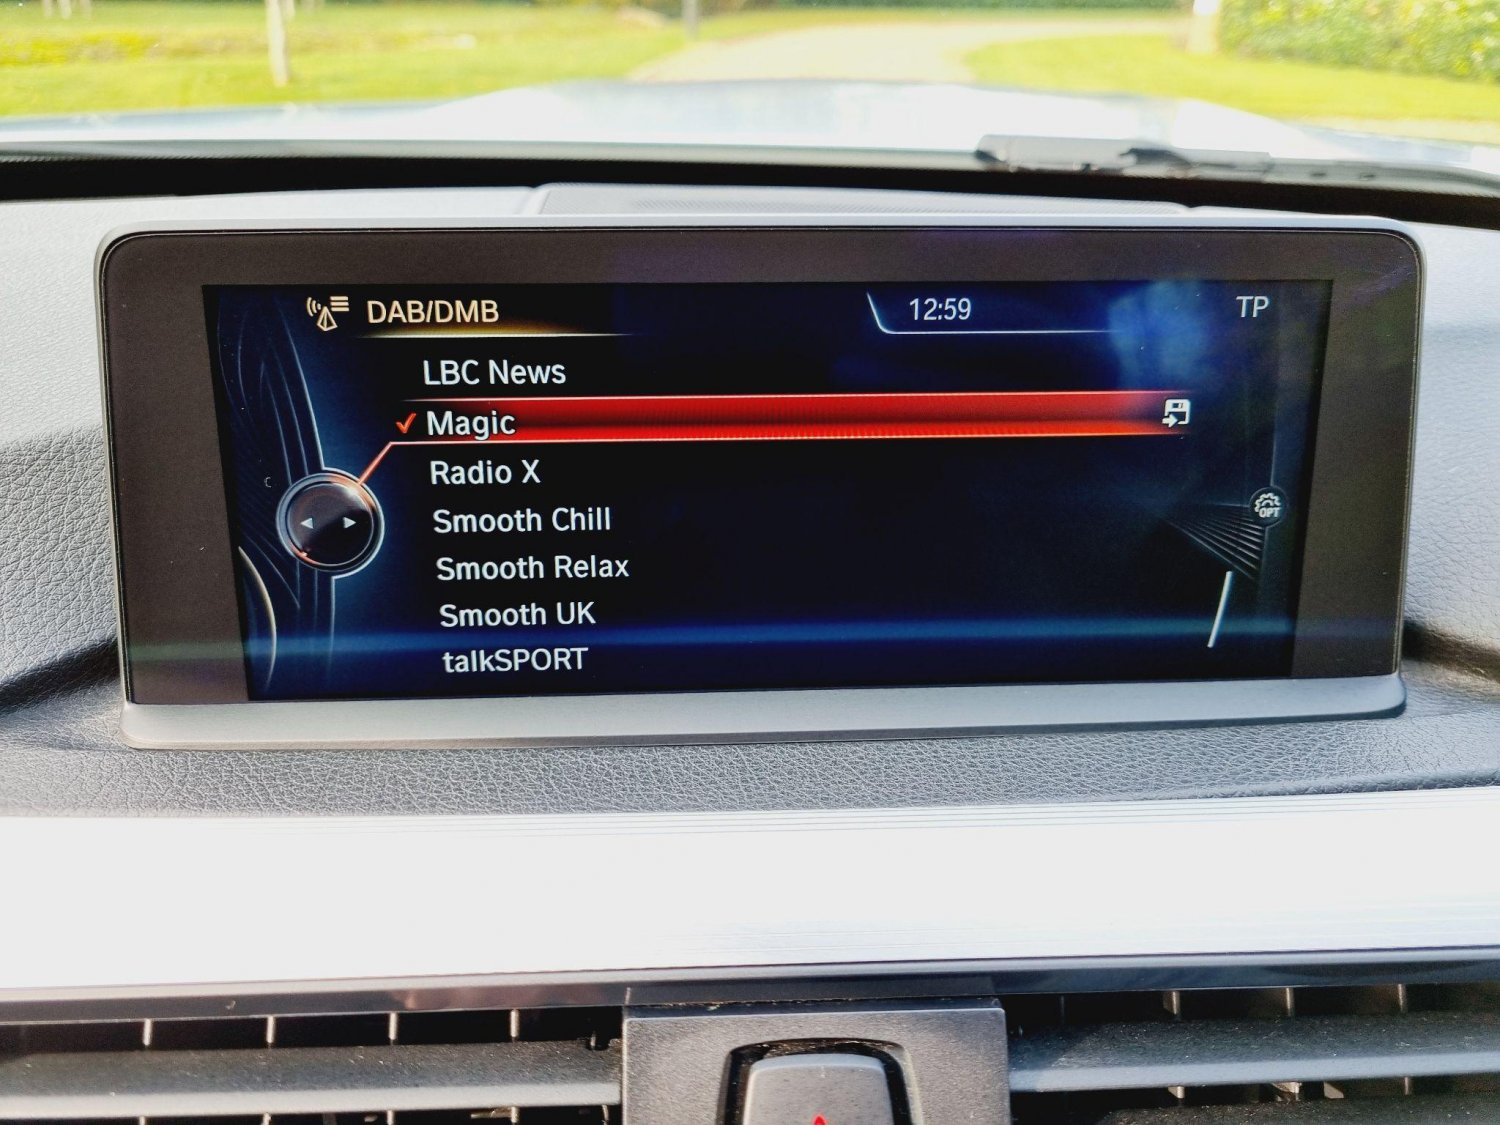 DAB/DMB
12:59
TP
LBC News
Magic
Radio X
Smooth Chill
OPT
Smooth Relax
Smooth UK
talkSPORT